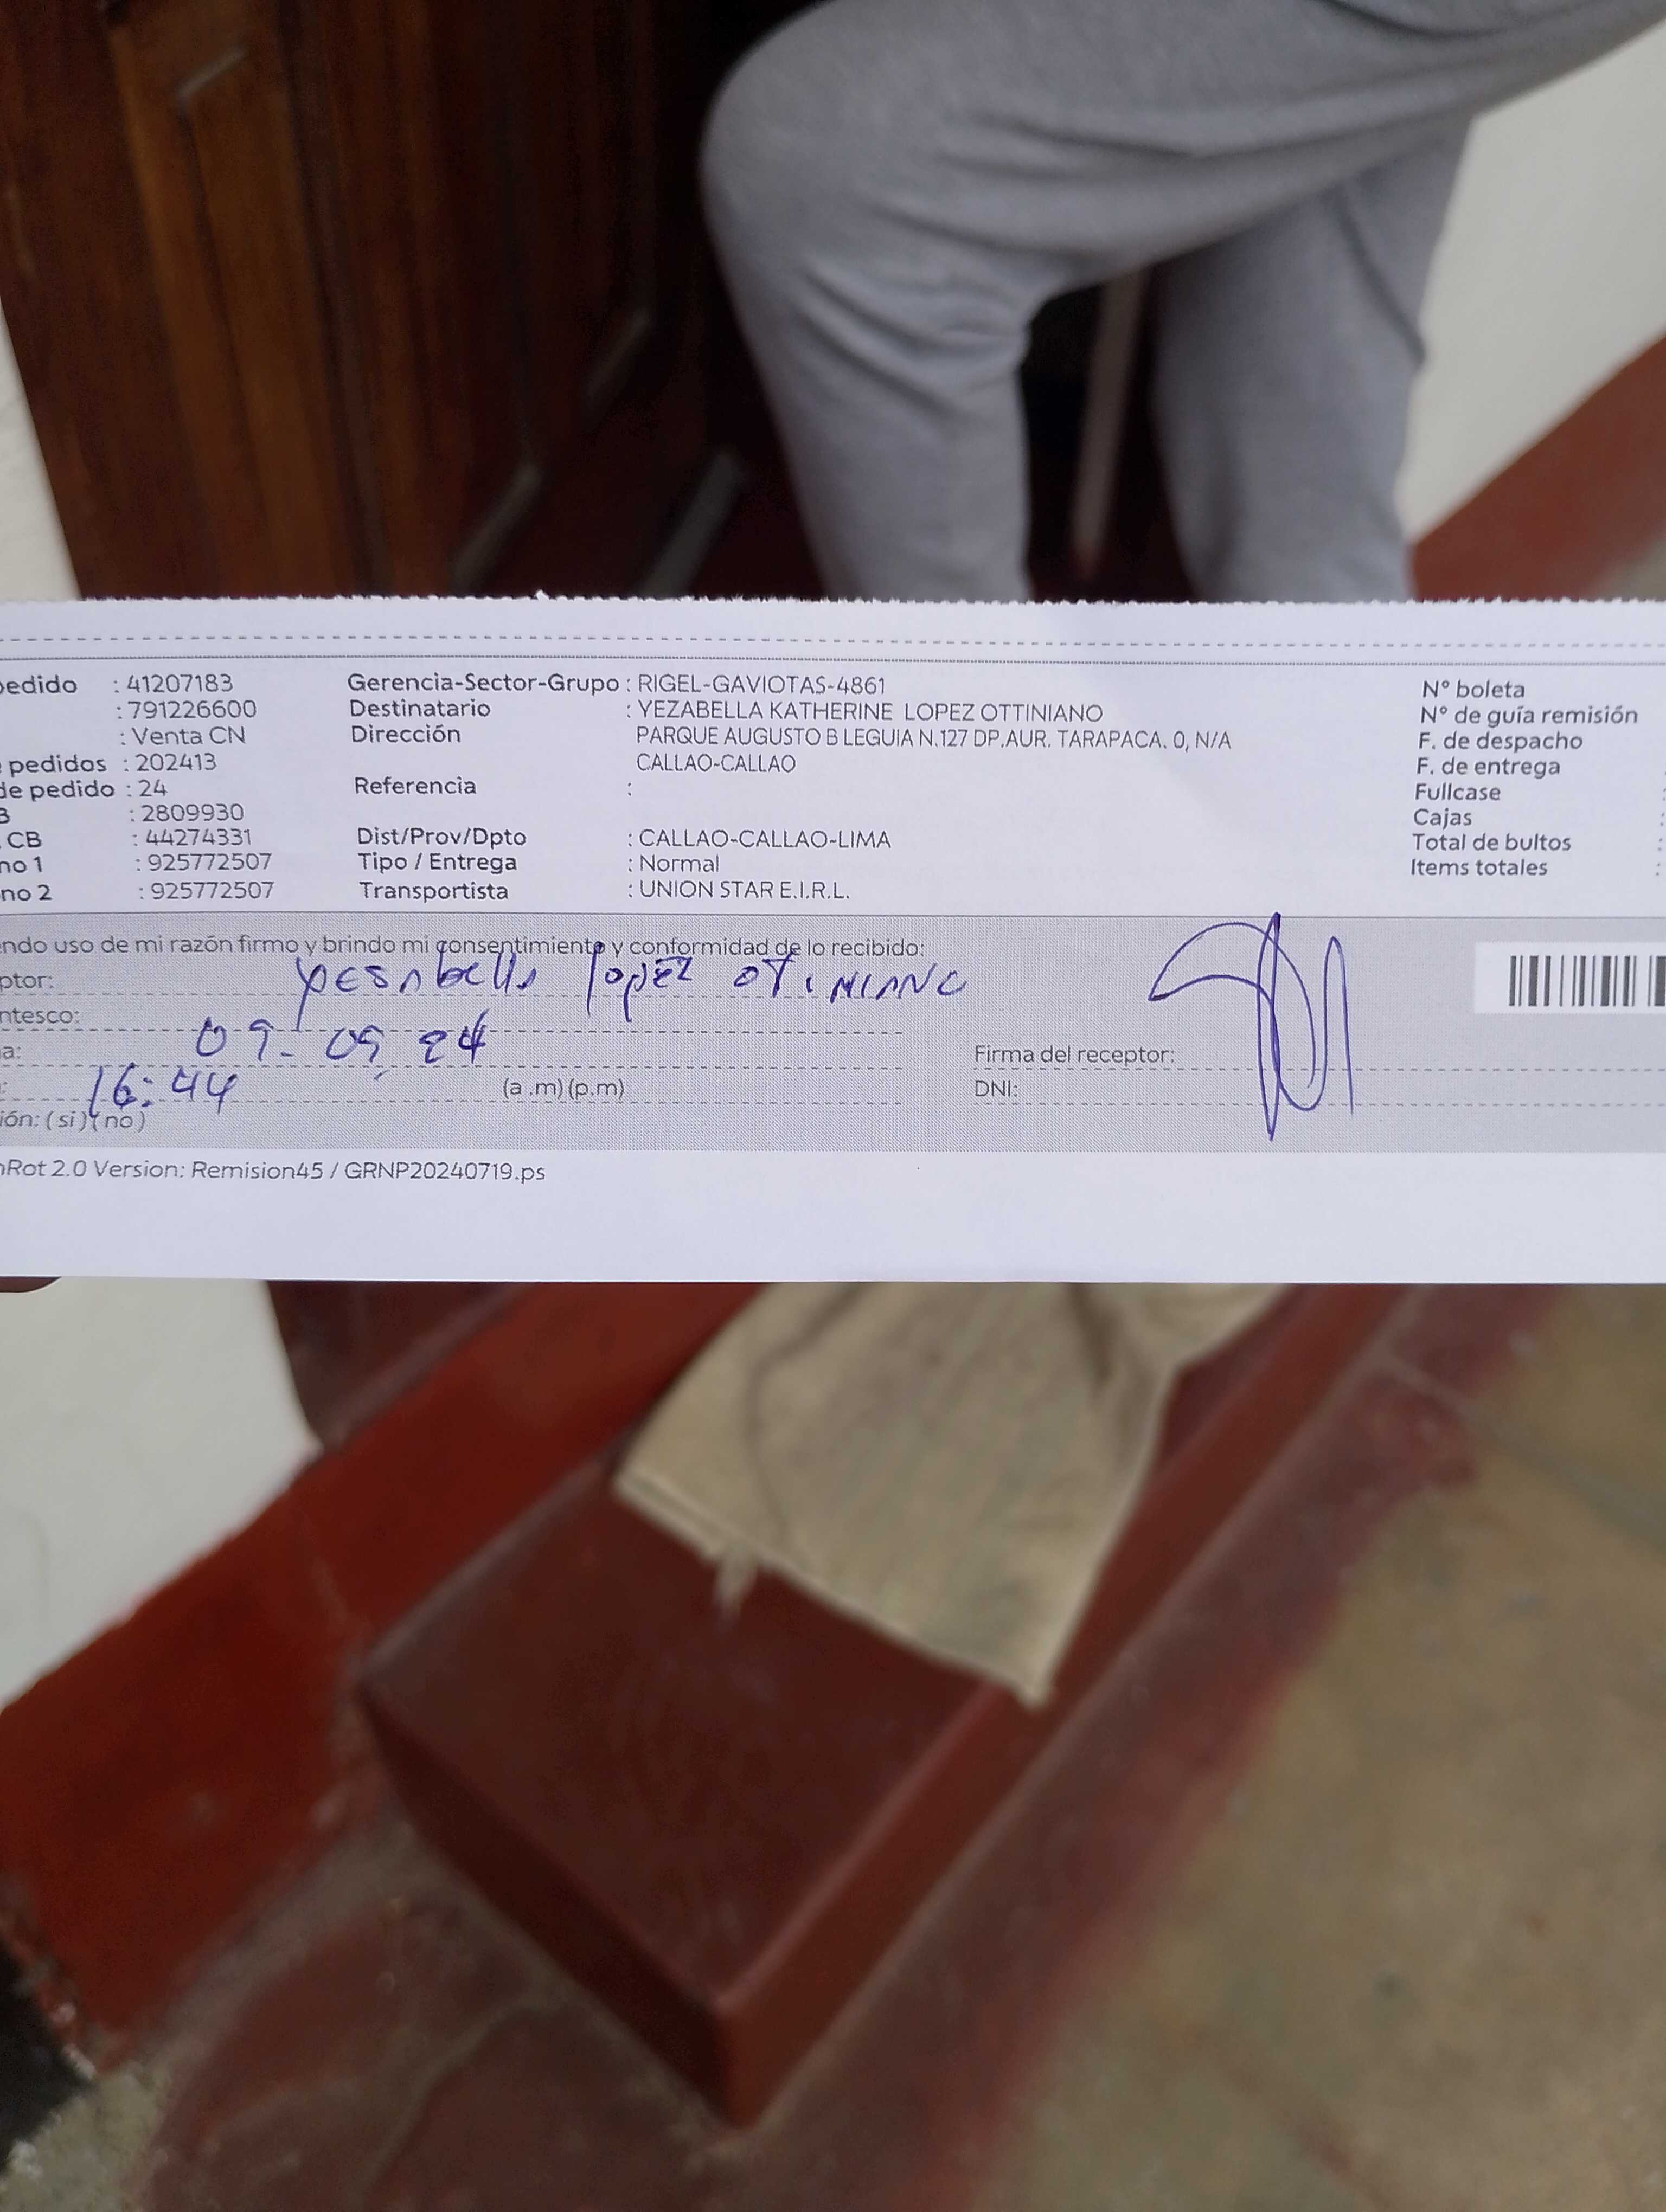 pedido : 41207183 Gerencia-Sector-Grupo : RIGEL-GAVIOTAS-4861 N° boleta
: 791226600 Destinatario : YEZABELLA KATHERINE LOPEZ OTTINIANO N° de guía remisión
: Venta CN Dirección PARQUE AUGUSTO B LEGUIA N.127 DP.AUR. TARAPACA. 0, N/A F. de despacho
pedidos : 202413 CALLAO-CALLAO F. de entrega
de pedido : 24 Referencia : Fullcase
: 2809930 Cajas :
CB : 44274331 Dist/Prov/Dpto : CALLAO-CALLAO-LIMA Total de bultos :
no 1 : 925772507 Tipo / Entrega : Normal Items totales :
no 2 : 925772507 Transportista : UNION STAR E.I.R.L.
ndo uso de mi razón firmo y brindo mi consentimiento y conformidad de lo recibido:
ptor: yesabella lopez OTiNIANO
ntesco:
a: 09-09 24 Firma del receptor:
: 16:44 (a .m) (p.m) DNI:
ión: ( si ) ( no )
nRot 2.0 Version: Remision45 / GRNP20240719.ps